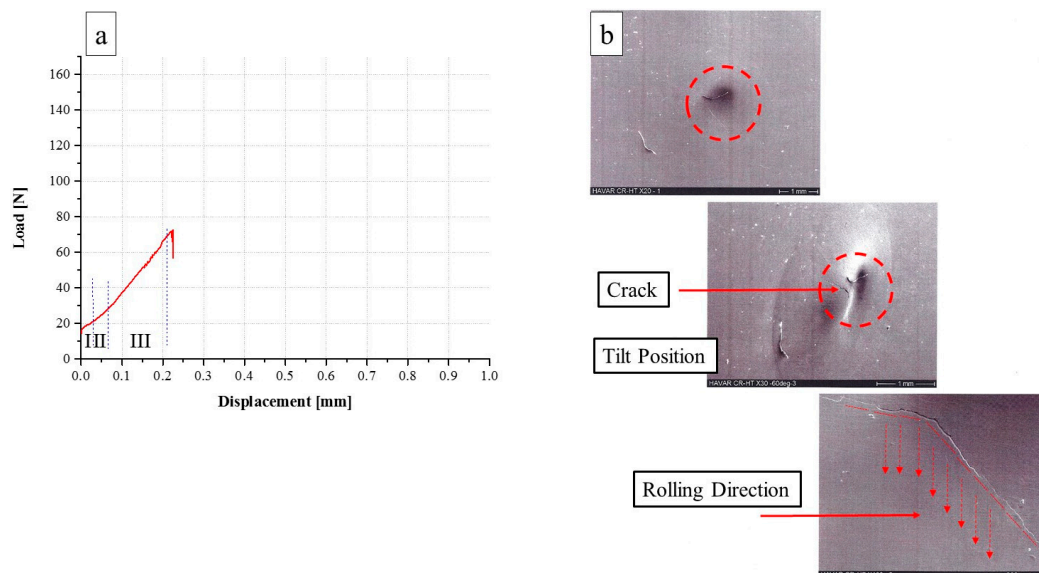 a
160
140
120
100
80
60
40
20
0
Load [N]
I
II
III
0.0 0.1 0.2 0.3 0.4 0.5 0.6 0.7 0.8 0.9 1.0
Displacement [mm]
b
HAVAR CR-HT X20 - 1
1 mm
Crack
Tilt Position
HAVAR CR-HT X30 -60deg-3
1 mm
Rolling Direction